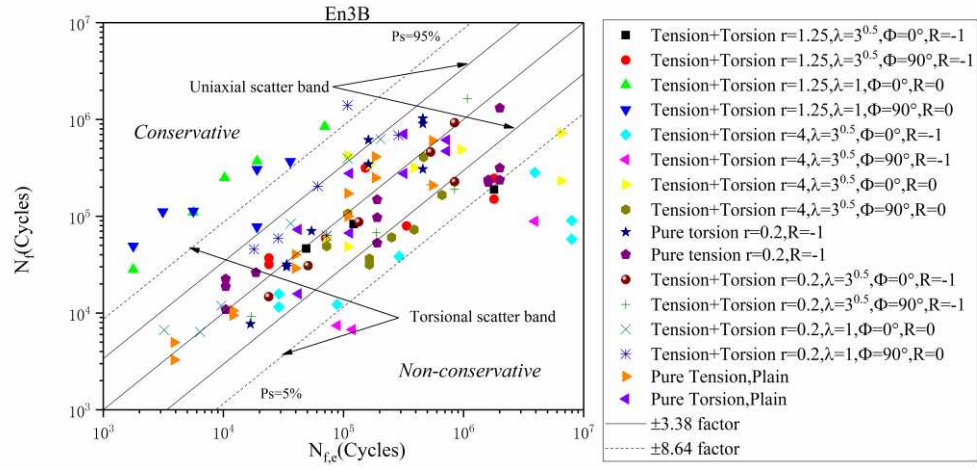 En3B
10^7
Ps=95%
Uniaxial scatter band
10^6
Conservative
N_f(Cycles)
10^5
10^4
Torsional scatter band
Non-conservative
Ps=5%
10^3
10^3
10^4
10^5
10^6
10^7
N_f,e(Cycles)
Tension+Torsion r=1.25,λ=3^0.5,Φ=0°,R=-1
Tension+Torsion r=1.25,λ=3^0.5,Φ=90°,R=-1
Tension+Torsion r=1.25,λ=1,Φ=0°,R=0
Tension+Torsion r=1.25,λ=1,Φ=90°,R=0
Tension+Torsion r=4,λ=3^0.5,Φ=0°,R=-1
Tension+Torsion r=4,λ=3^0.5,Φ=90°,R=-1
Tension+Torsion r=4,λ=3^0.5,Φ=0°,R=0
Tension+Torsion r=4,λ=3^0.5,Φ=90°,R=0
Pure torsion r=0.2,R=-1
Pure tension r=0.2,R=-1
Tension+Torsion r=0.2,λ=3^0.5,Φ=0°,R=-1
Tension+Torsion r=0.2,λ=3^0.5,Φ=90°,R=-1
Tension+Torsion r=0.2,λ=1,Φ=0°,R=0
Tension+Torsion r=0.2,λ=1,Φ=90°,R=0
Pure Tension,Plain
Pure Torsion,Plain
±3.38 factor
±8.64 factor